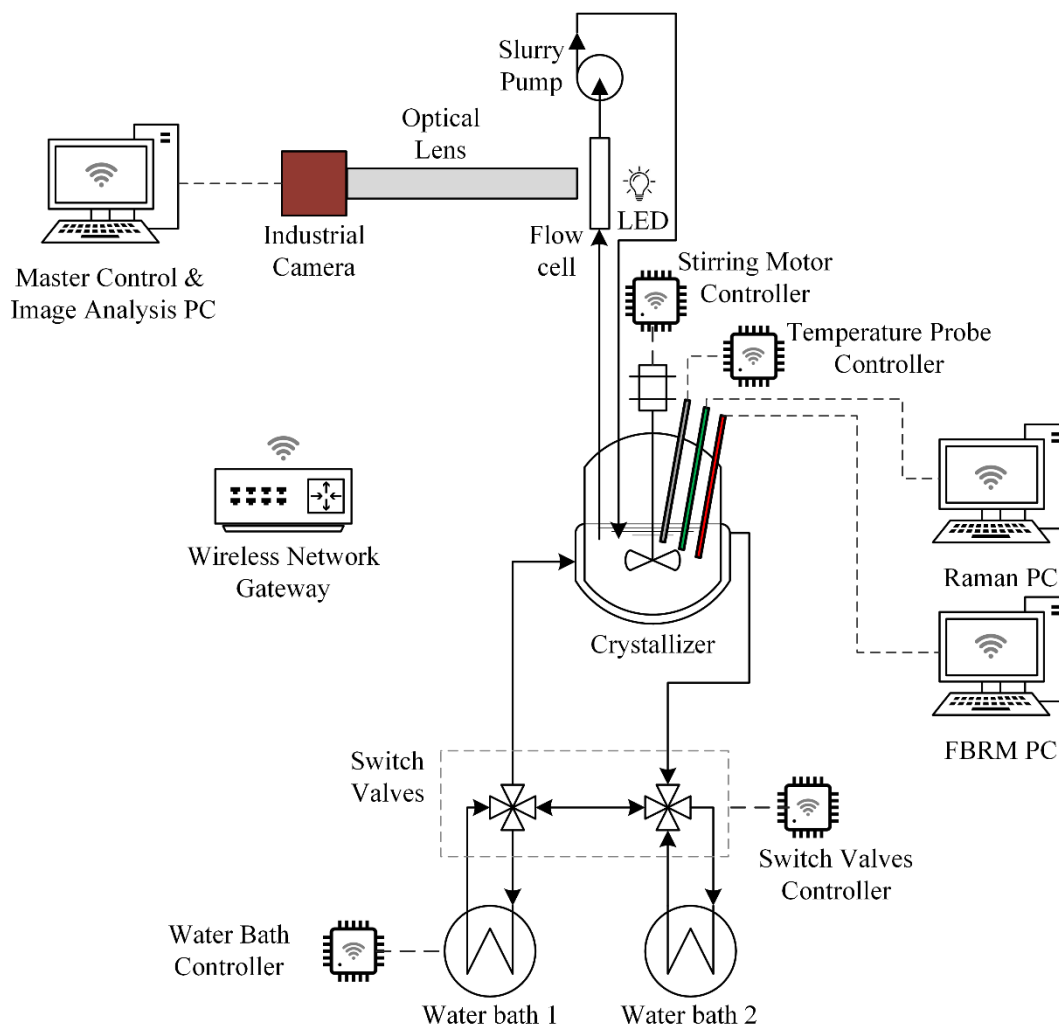 Slurry
Pump
Optical
Lens
LED
Industrial
Camera
Flow
cell
Master Control &
Image Analysis PC
Stirring Motor
Controller
Temperature Probe
Controller
Wireless Network
Gateway
Raman PC
Crystallizer
FBRM PC
Switch
Valves
Switch Valves
Controller
Water Bath
Controller
Water bath 1
Water bath 2